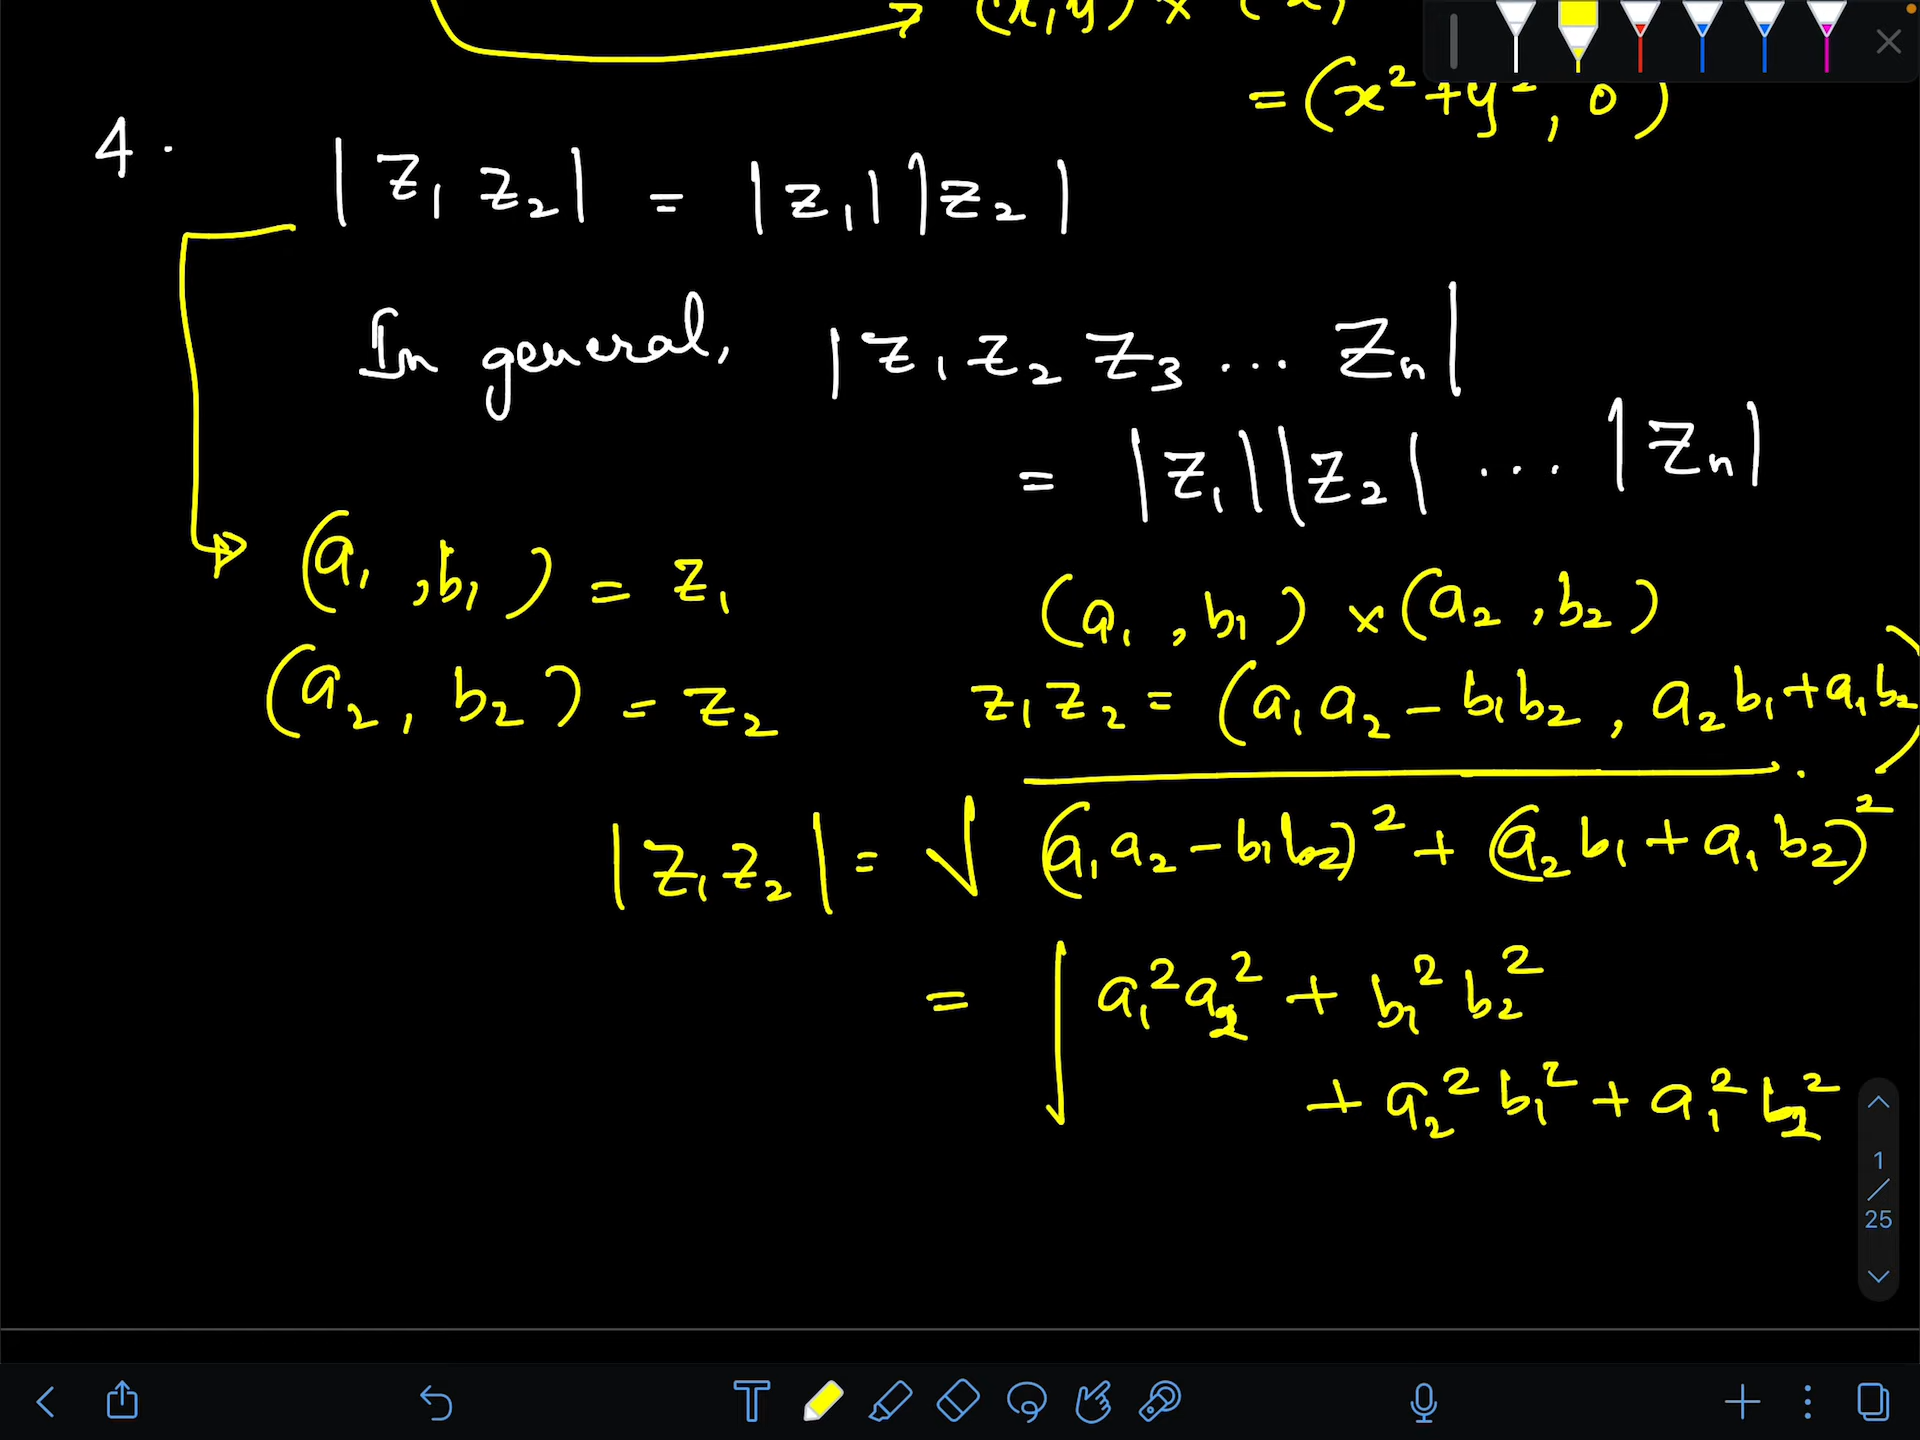 (x,y) × (x,
= (x² + y², 0)
4. |z₁ z₂| = |z₁| |z₂|
In general, |z₁ z₂ z₃ ... zₙ|
= |z₁| |z₂| ... |zₙ|
(a₁, b₁) = z₁
(a₂, b₂) = z₂
(a₁, b₁) × (a₂, b₂)
z₁ z₂ = (a₁ a₂ − b₁ b₂, a₂ b₁ + a₁ b₂)
|z₁ z₂| = √(a₁ a₂ − b₁ b₂)² + (a₂ b₁ + a₁ b₂)²
= √a₁² a₂² + b₁² b₂²
+ a₂² b₁² + a₁² b₂²
1
/
25
T